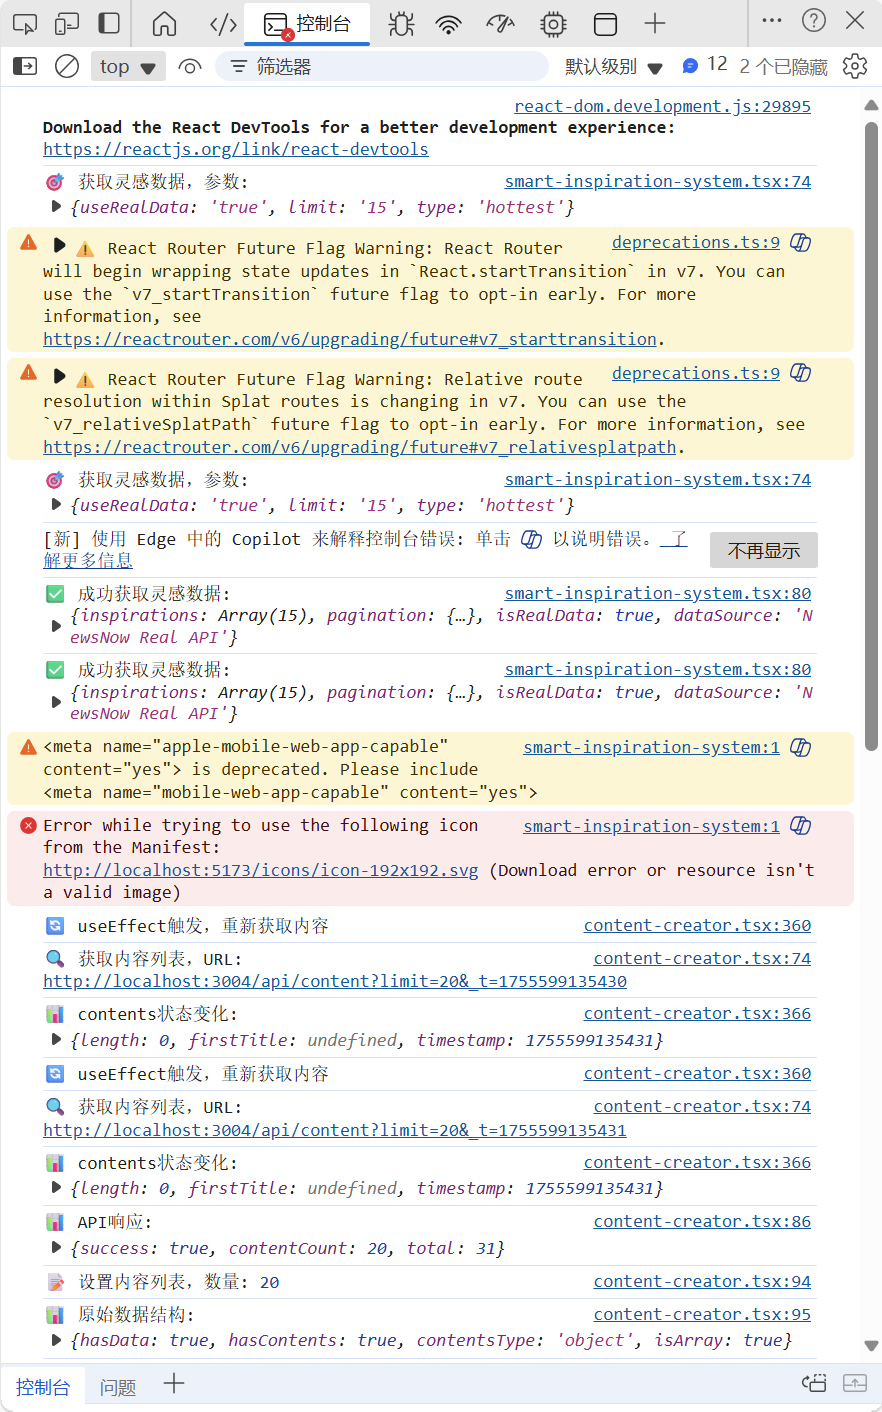 控制台
top
筛选器
默认级别
12
2 个已隐藏
react-dom.development.js:29895
Download the React DevTools for a better development experience:
https://reactjs.org/link/react-devtools
🎯 获取灵感数据，参数:
smart-inspiration-system.tsx:74
{useRealData: 'true', limit: '15', type: 'hottest'}
⚠️ React Router Future Flag Warning: React Router
deprecations.ts:9
will begin wrapping state updates in `React.startTransition` in v7. You can
use the `v7_startTransition` future flag to opt-in early. For more
information, see
https://reactrouter.com/v6/upgrading/future#v7_starttransition.
⚠️ React Router Future Flag Warning: Relative route
deprecations.ts:9
resolution within Splat routes is changing in v7. You can use the
`v7_relativeSplatPath` future flag to opt-in early. For more information, see
https://reactrouter.com/v6/upgrading/future#v7_relativesplatpath.
🎯 获取灵感数据，参数:
smart-inspiration-system.tsx:74
{useRealData: 'true', limit: '15', type: 'hottest'}
[新] 使用 Edge 中的 Copilot 来解释控制台错误: 单击 以说明错误。 了
解更多信息
不再显示
✅ 成功获取灵感数据:
smart-inspiration-system.tsx:80
{inspirations: Array(15), pagination: {…}, isRealData: true, dataSource: 'N
ewsNow Real API'}
✅ 成功获取灵感数据:
smart-inspiration-system.tsx:80
{inspirations: Array(15), pagination: {…}, isRealData: true, dataSource: 'N
ewsNow Real API'}
<meta name="apple-mobile-web-app-capable"
smart-inspiration-system:1
content="yes"> is deprecated. Please include
<meta name="mobile-web-app-capable" content="yes">
Error while trying to use the following icon
smart-inspiration-system:1
from the Manifest:
http://localhost:5173/icons/icon-192x192.svg (Download error or resource isn't
a valid image)
🔄 useEffect触发，重新获取内容
content-creator.tsx:360
🔍 获取内容列表，URL:
content-creator.tsx:74
http://localhost:3004/api/content?limit=20&_t=1755599135430
📊 contents状态变化:
content-creator.tsx:366
{length: 0, firstTitle: undefined, timestamp: 1755599135431}
🔄 useEffect触发，重新获取内容
content-creator.tsx:360
🔍 获取内容列表，URL:
content-creator.tsx:74
http://localhost:3004/api/content?limit=20&_t=1755599135431
📊 contents状态变化:
content-creator.tsx:366
{length: 0, firstTitle: undefined, timestamp: 1755599135431}
📊 API响应:
content-creator.tsx:86
{success: true, contentCount: 20, total: 31}
📝 设置内容列表，数量: 20
content-creator.tsx:94
📊 原始数据结构:
content-creator.tsx:95
{hasData: true, hasContents: true, contentsType: 'object', isArray: true}
控制台
问题